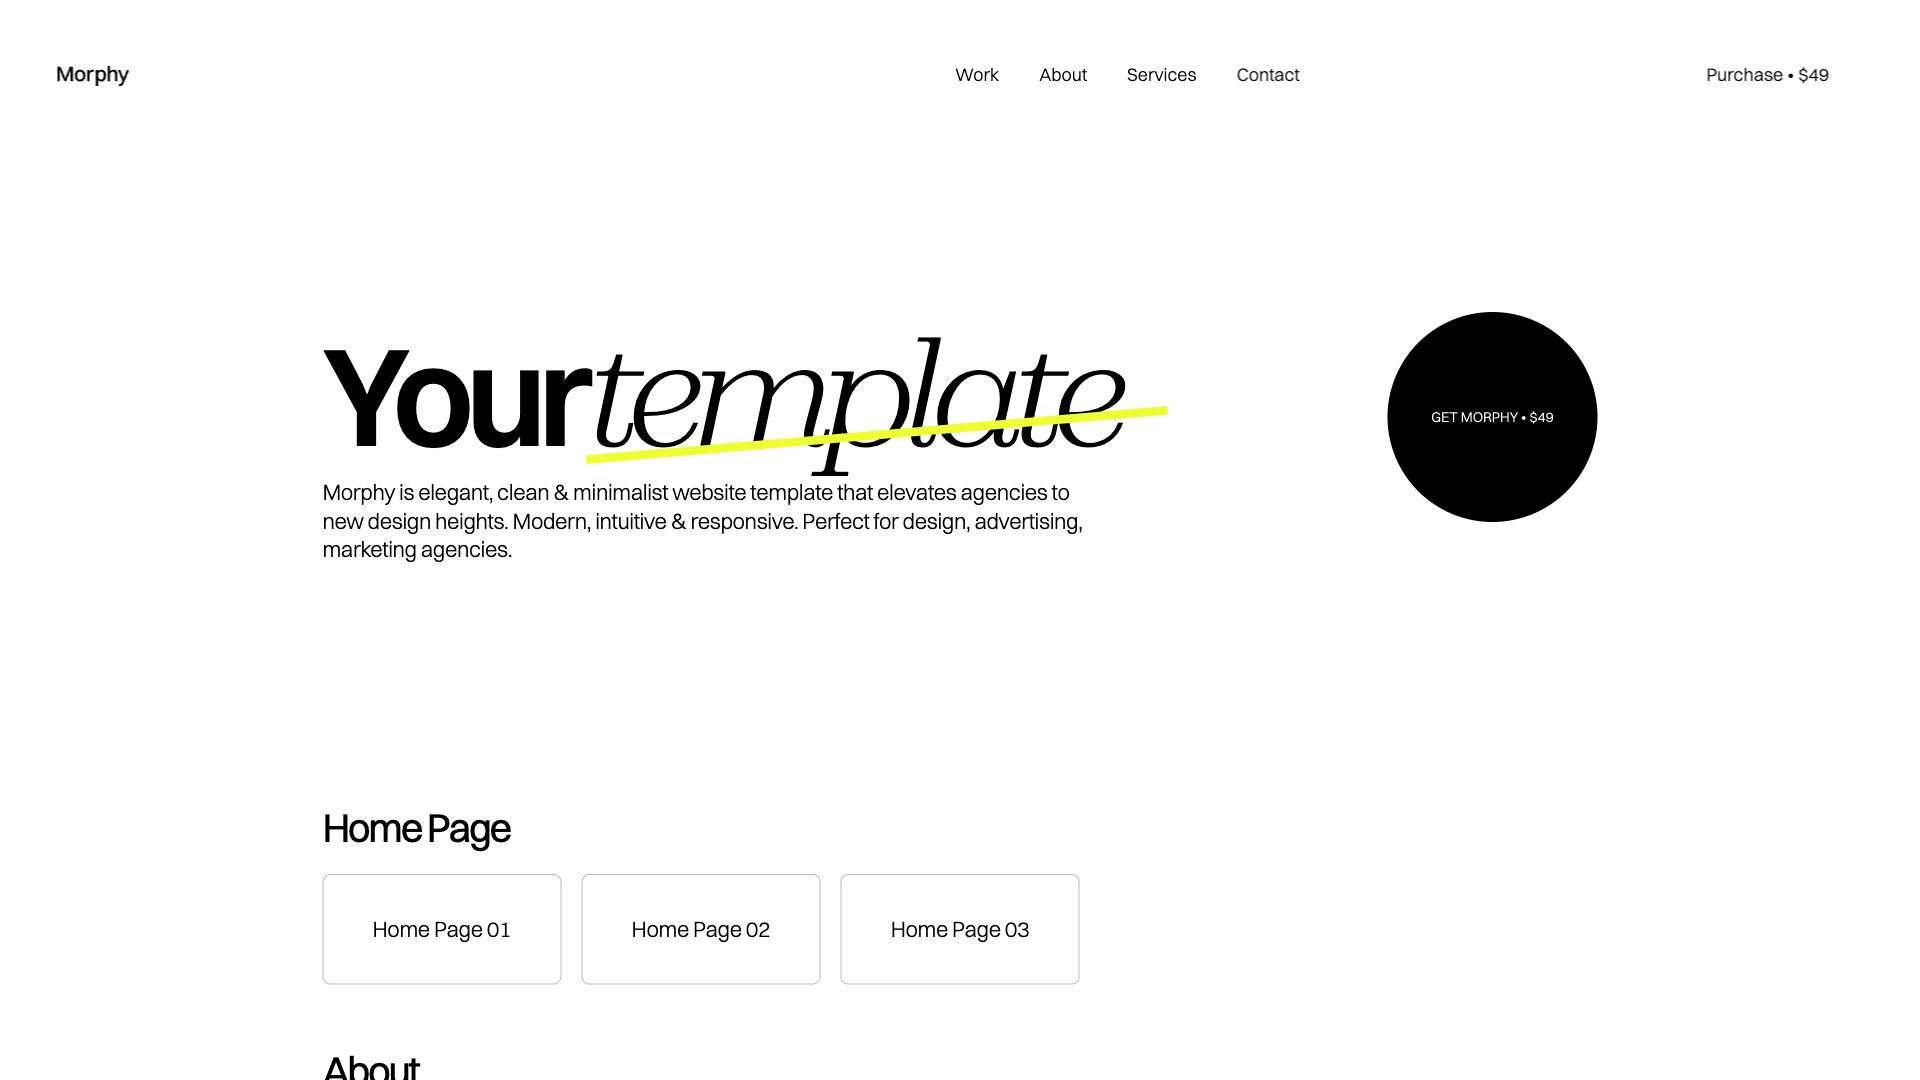 Morphy
Work
About
Services
Contact
Purchase • $49
Your template
GET MORPHY • $49
Morphy is elegant, clean & minimalist website template that elevates agencies to
new design heights. Modern, intuitive & responsive. Perfect for design, advertising,
marketing agencies.
Home Page
Home Page 01
Home Page 02
Home Page 03
About